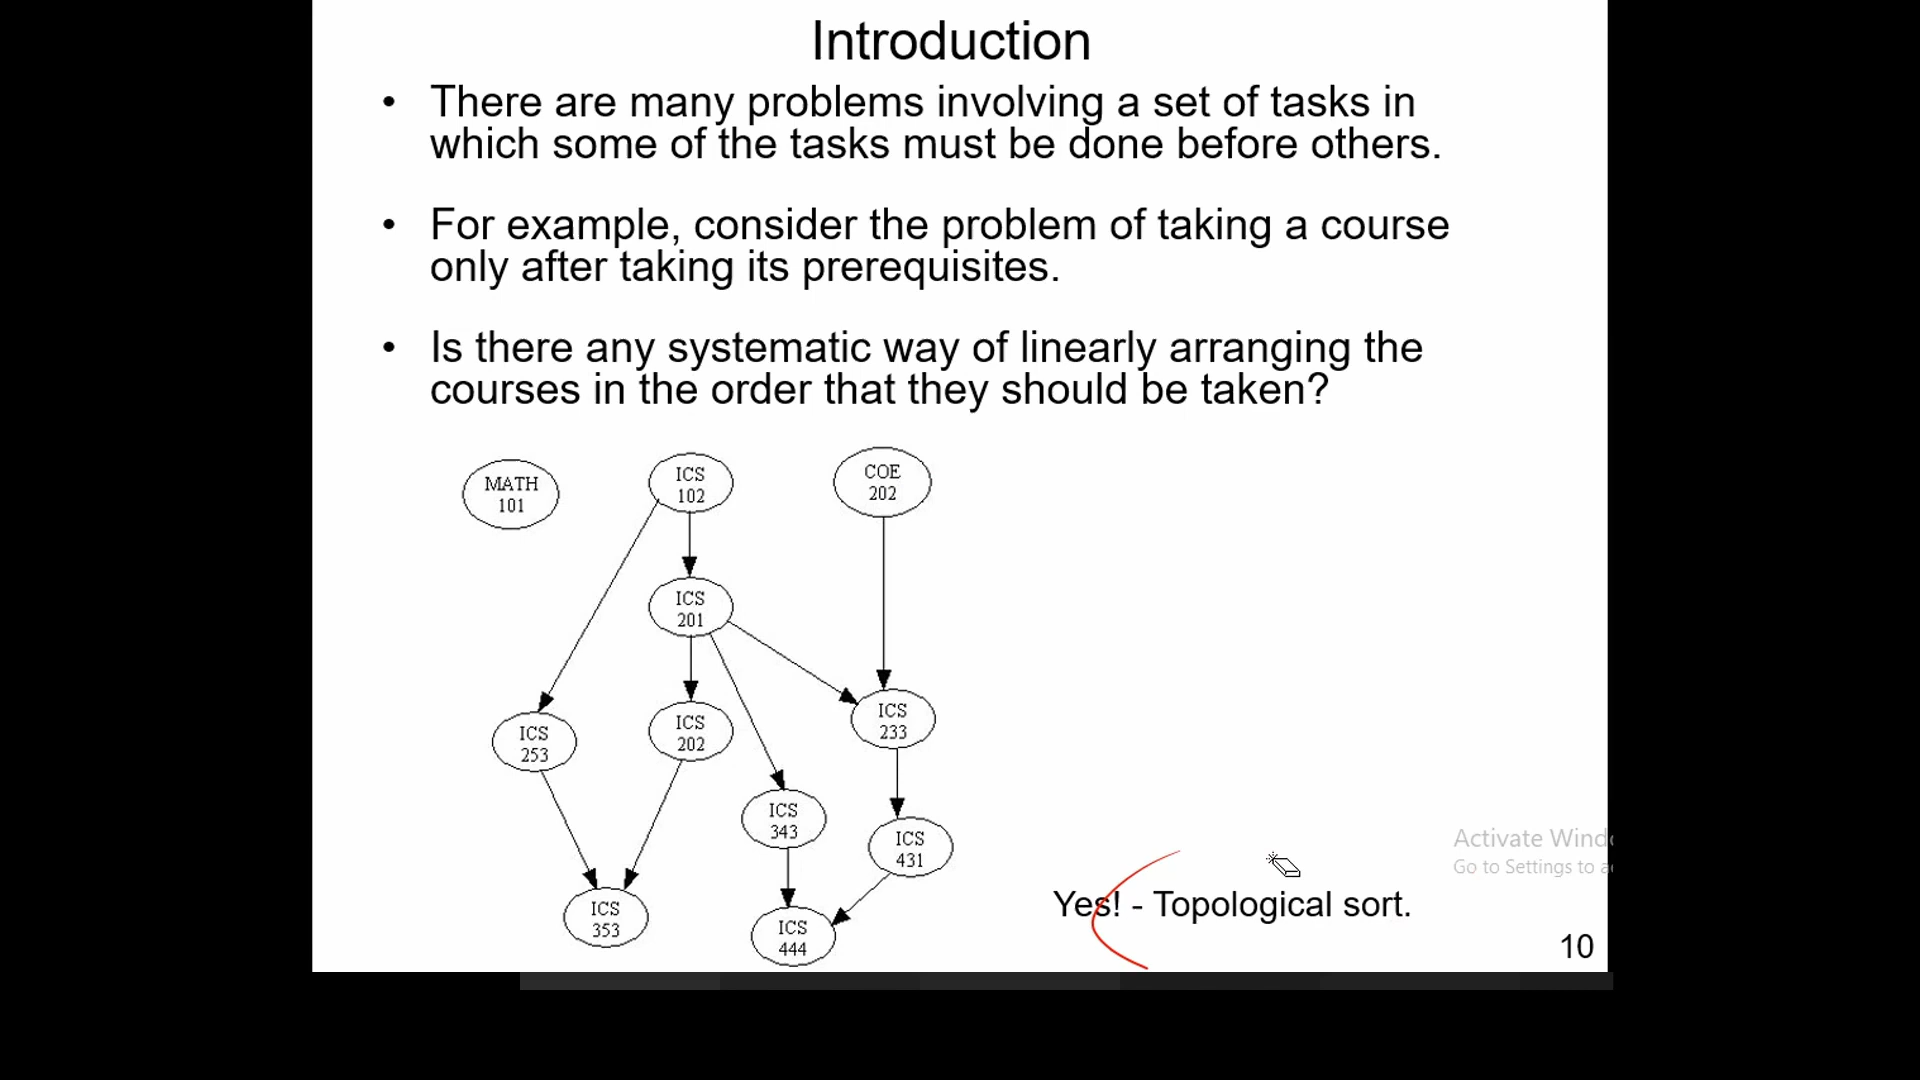 Introduction
• There are many problems involving a set of tasks in
which some of the tasks must be done before others.
• For example, consider the problem of taking a course
only after taking its prerequisites.
• Is there any systematic way of linearly arranging the
courses in the order that they should be taken?
MATH
101
ICS
102
COE
202
ICS
201
ICS
253
ICS
202
ICS
233
ICS
343
ICS
431
ICS
353
ICS
444
Yes! - Topological sort.
Activate
Go to Settings to
10